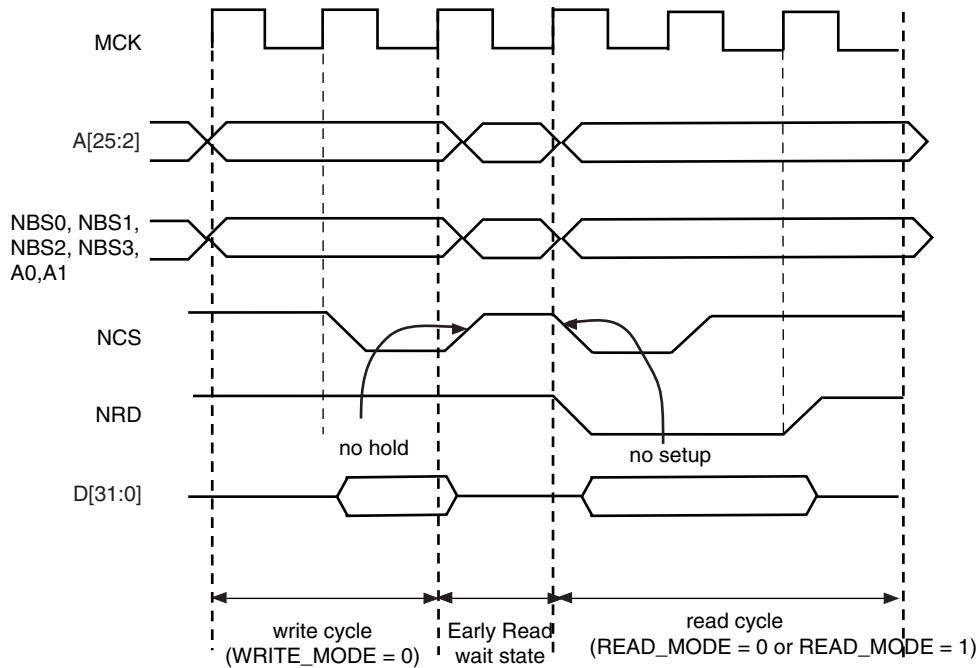 MCK
A[25:2]
NBS0, NBS1,
NBS2, NBS3,
A0,A1
NCS
NRD
no hold
no setup
D[31:0]
write cycle
(WRITE_MODE = 0)
Early Read
wait state
read cycle
(READ_MODE = 0 or READ_MODE = 1)